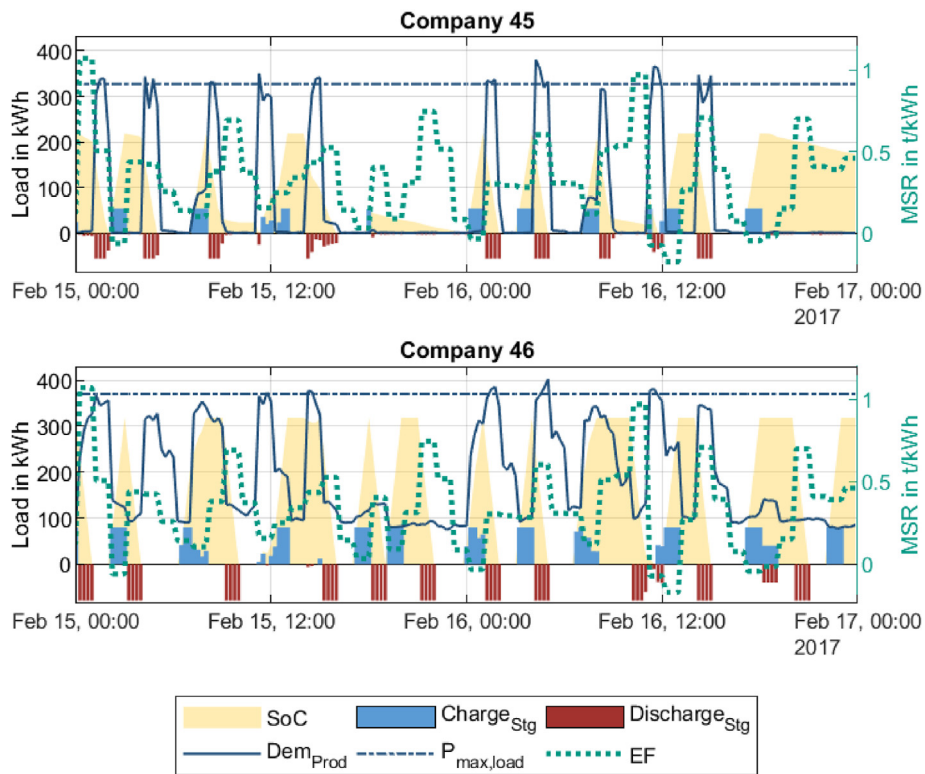 Company 45
400
300
200
100
0
Load in kWh
1
0.5
0
MSR in t/kWh
Feb 15, 00:00 Feb 15, 12:00 Feb 16, 00:00 Feb 16, 12:00 Feb 17, 00:00
2017
Company 46
400
300
200
100
0
Load in kWh
1
0.5
0
MSR in t/kWh
Feb 15, 00:00 Feb 15, 12:00 Feb 16, 00:00 Feb 16, 12:00 Feb 17, 00:00
2017
SoC Charge_Stg Discharge_Stg
Dem_Prod P_max,load EF